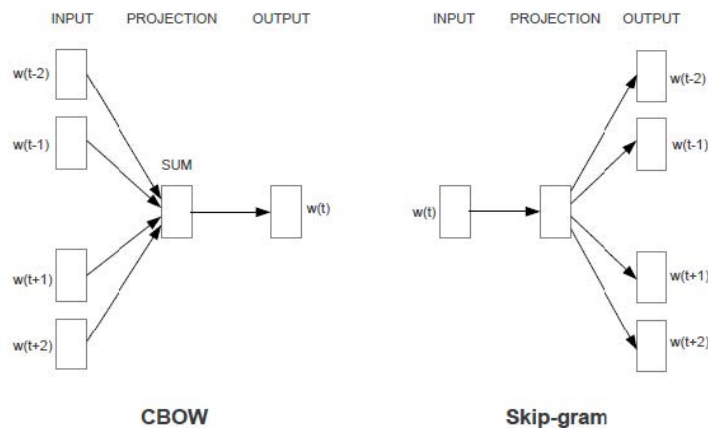 INPUT PROJECTION OUTPUT
w(t-2)
w(t-1)
SUM
w(t)
w(t+1)
w(t+2)
CBOW
INPUT PROJECTION OUTPUT
w(t-2)
w(t-1)
w(t)
w(t+1)
w(t+2)
Skip-gram